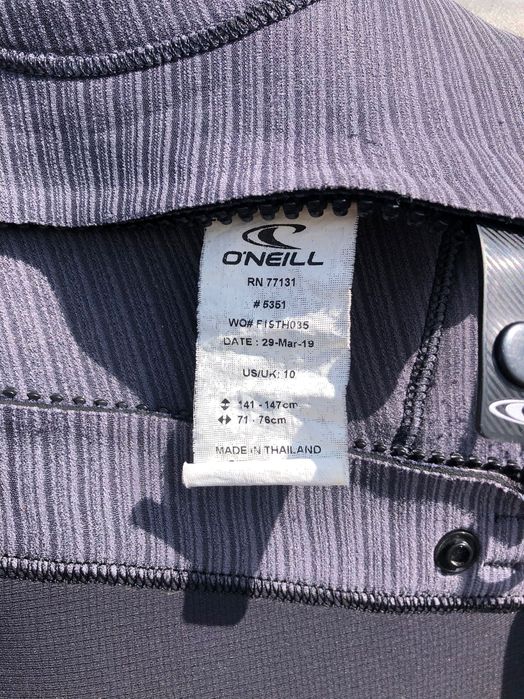 O'NEILL
RN 77131
# 5351
WO# F19TH035
DATE : 29-Mar-19
US/UK: 10
141 - 147cm
71 - 76cm
MADE IN THAILAND